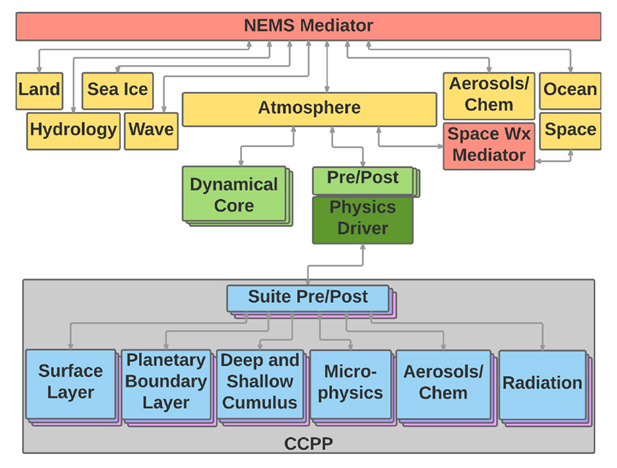 NEMS Mediator
Land
Sea Ice
Hydrology
Wave
Atmosphere
Aerosols/
Chem
Ocean
Space Wx
Mediator
Space
Dynamical
Core
Pre/Post
Physics
Driver
Suite Pre/Post
Surface
Layer
Planetary
Boundary
Layer
Deep and
Shallow
Cumulus
Micro-
physics
Aerosols/
Chem
Radiation
CCPP